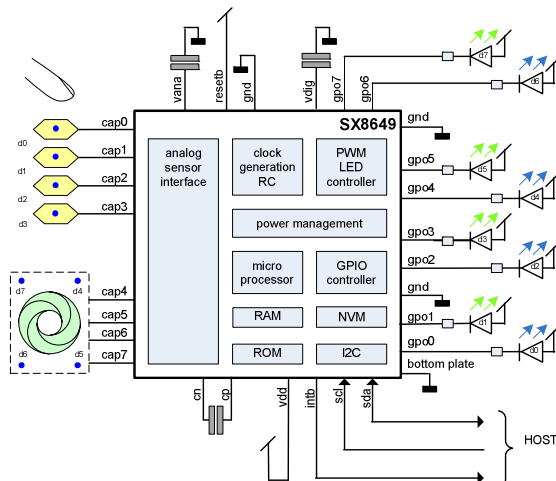 vana
resetb
gnd
vdig
gpo7
gpo6
d7
d6
SX8649
gnd
cap0
d0
cap1
d1
cap2
d2
cap3
d3
analog
sensor
interface
clock
generation
RC
PWM
LED
controller
gpo5
d5
gpo4
d4
power management
gpo3
d3
gpo2
d2
micro
processor
GPIO
controller
gnd
d7
d4
cap4
cap5
cap6
cap7
d6
d5
RAM
NVM
gpo1
d1
ROM
I2C
gpo0
d0
bottom plate
cn
cp
vdd
intb
scl
sda
HOST